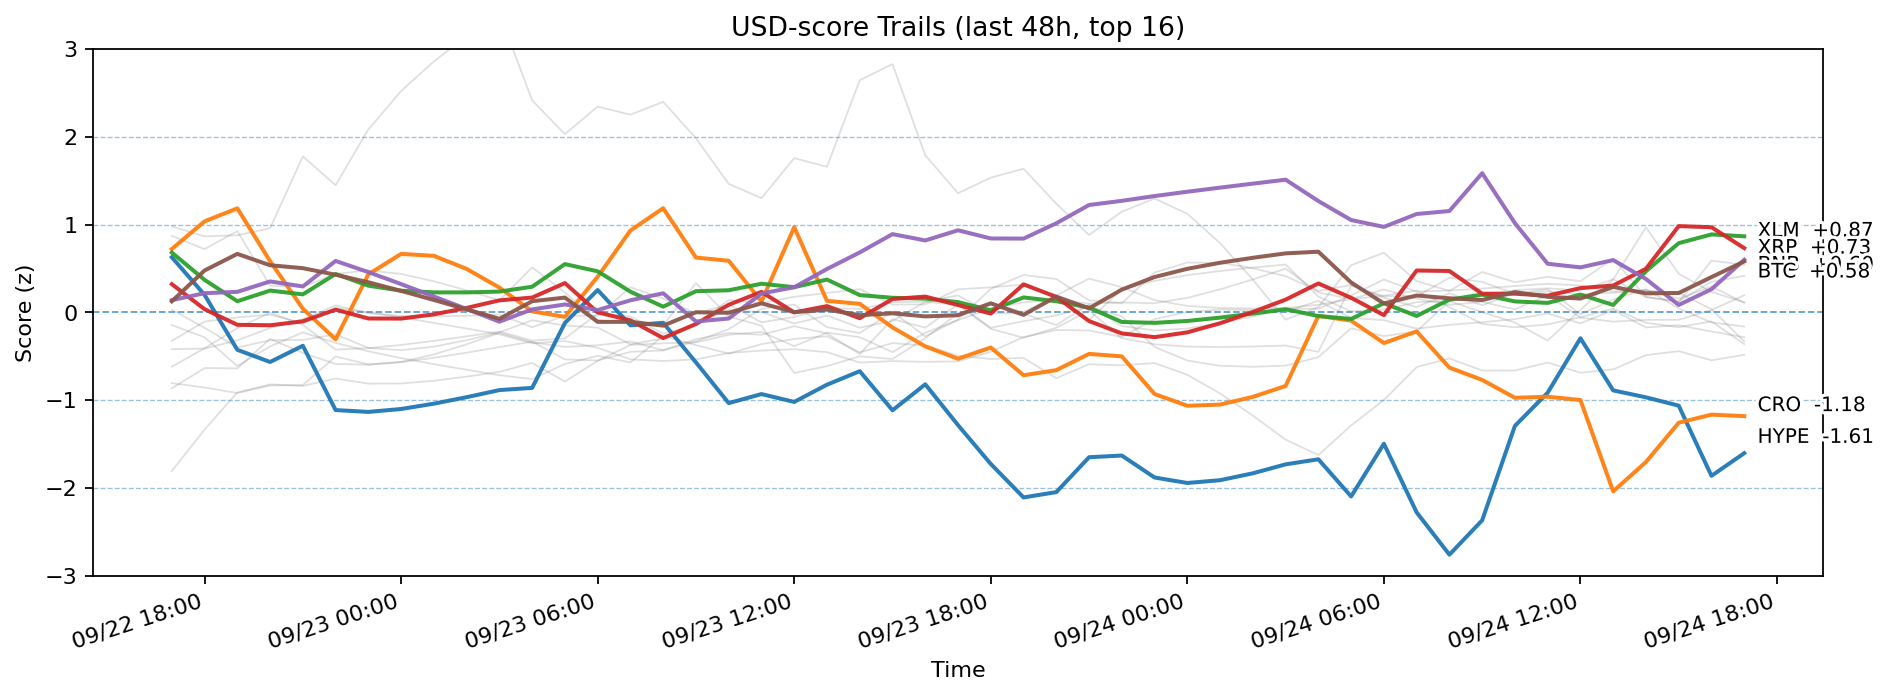 USD-score Trails (last 48h, top 16)
Score (z)
3
2
1
0
−1
−2
−3
XLM +0.87
XRP +0.73
BTC +0.58
CRO -1.18
HYPE -1.61
09/22 18:00
09/23 00:00
09/23 06:00
09/23 12:00
09/23 18:00
09/24 00:00
09/24 06:00
09/24 12:00
09/24 18:00
Time